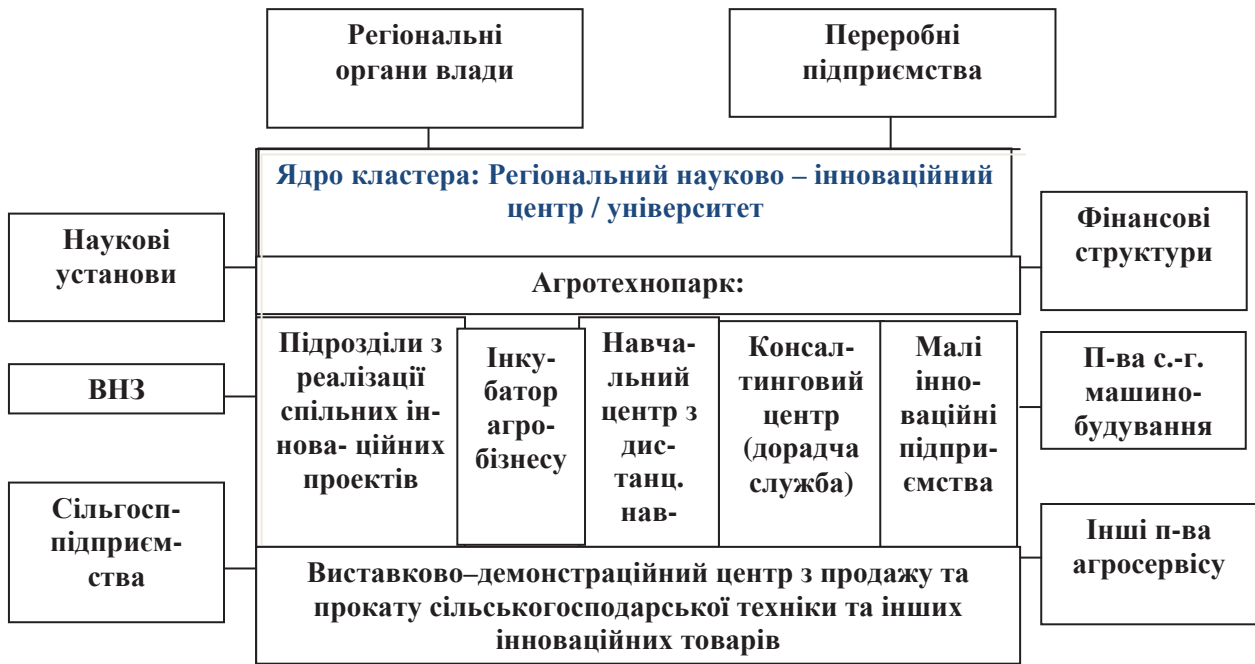 Регіональні
органи влади
Переробні
підприємства
Ядро кластера: Регіональний науково – інноваційний
центр / університет
Наукові
установи
Фінансові
структури
Агротехнопарк:
ВНЗ
Підрозділи з
реалізації
спільних ін-
нова- ційних
проектів
Інку-
батор
агро-
бізнесу
Навча-
льний
центр з
дис-
танц.
нав-
Консал-
тинговий
центр
(дорадча
служба)
Малі
інно-
ваційні
підпри-
ємства
П-ва с.-г.
машино-
будування
Сільгосп-
підприєм-
ства
Інші п-ва
агросервісу
Виставково–демонстраційний центр з продажу та
прокату сільськогосподарської техніки та інших
інноваційних товарів